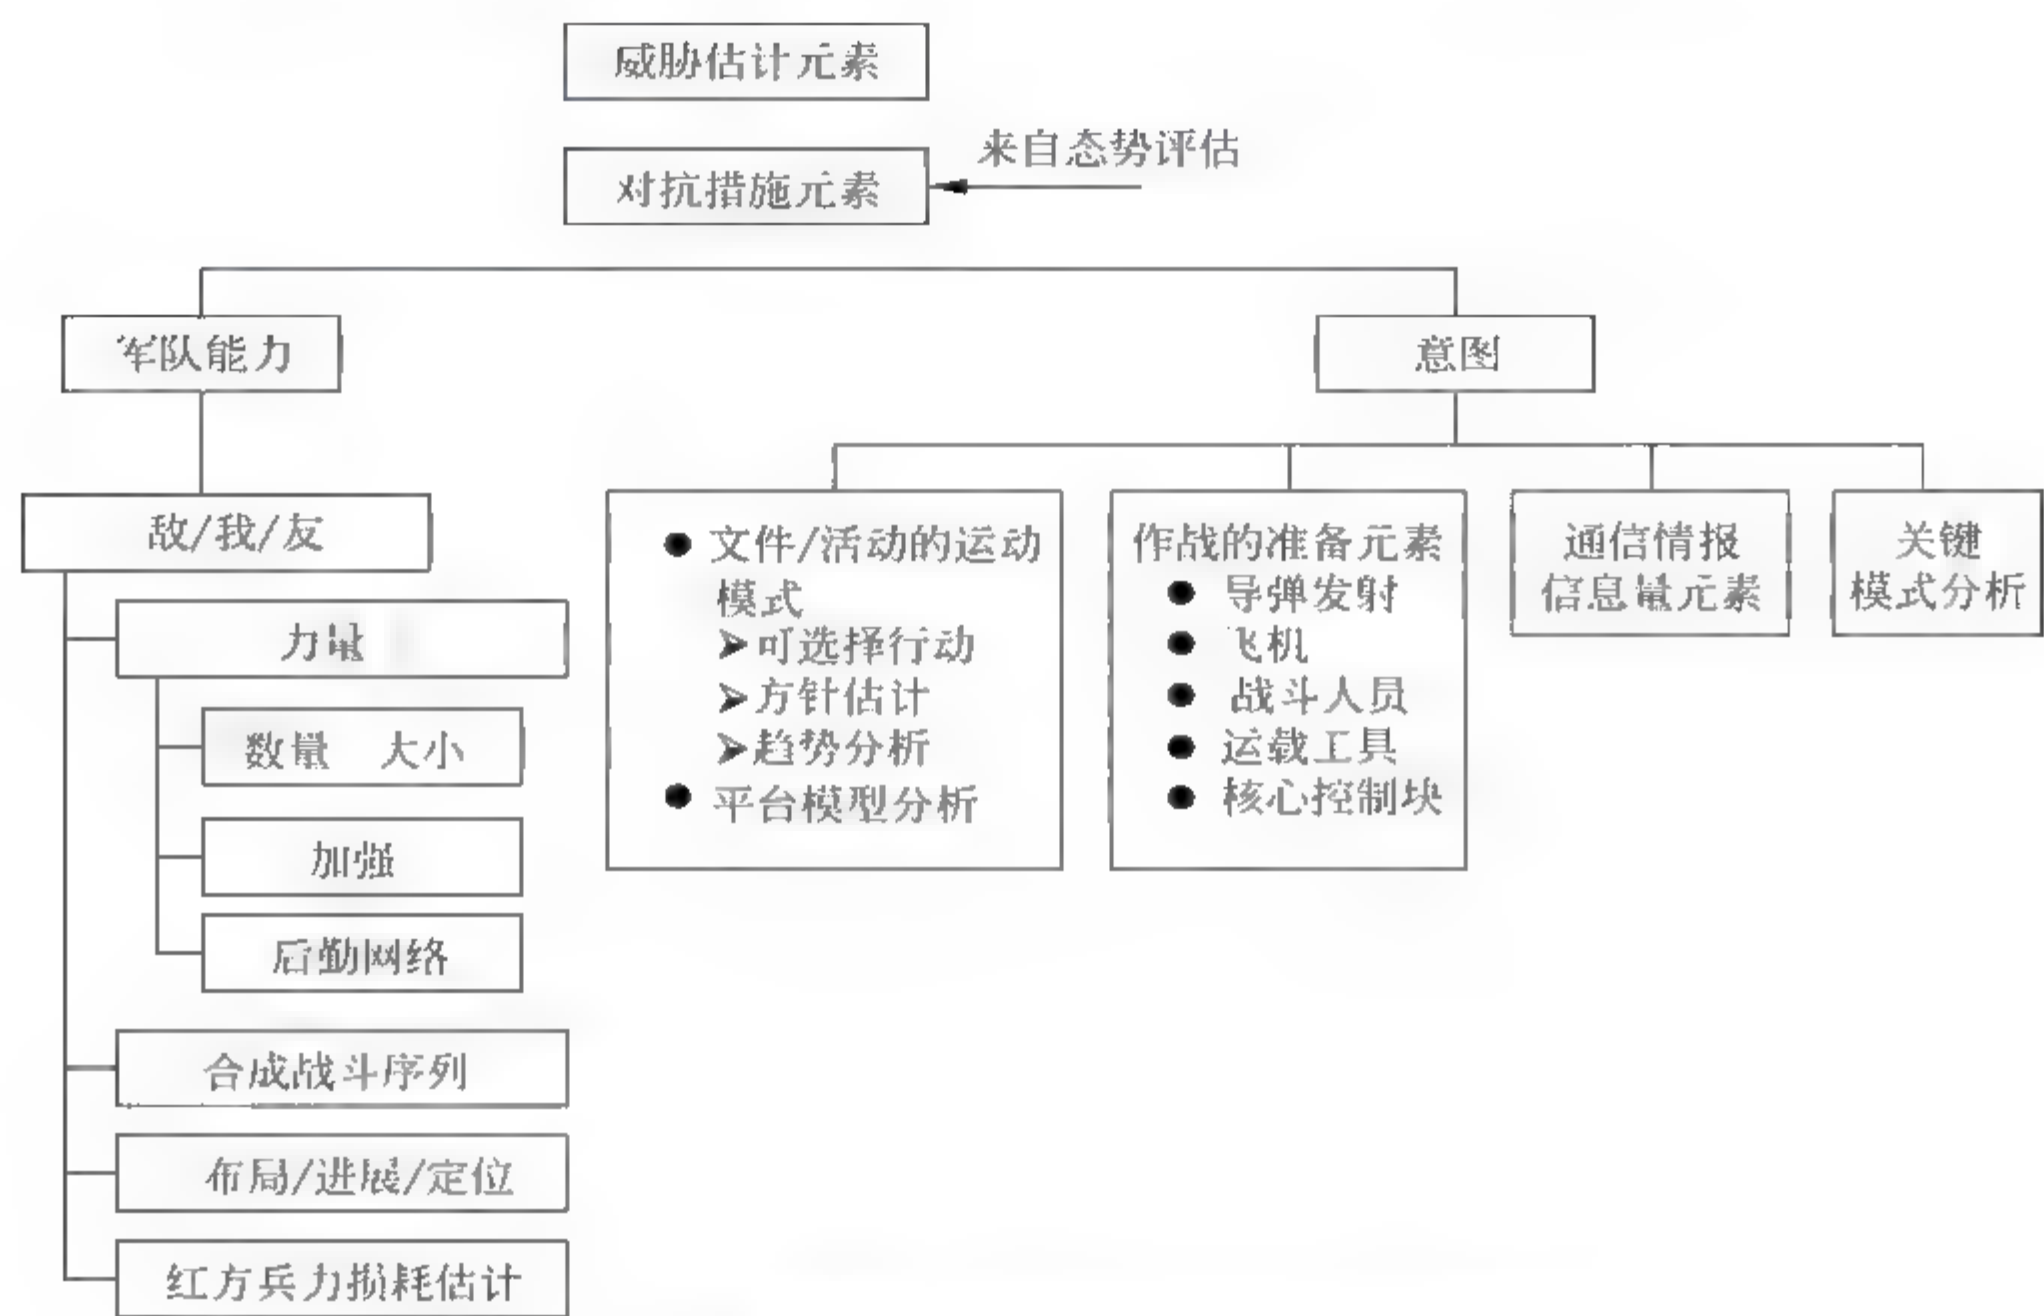 威胁估计元素
来自态势评估
对抗措施元素
军队能力
意图
敌/我/友
力量
数量 大小
加强
后勤网络
合成战斗序列
布局/进展/定位
红方兵力损耗估计
● 文件/活动的运动
模式
➤可选择行动
➤方针估计
➤趋势分析
● 平台模型分析
作战的准备元素
● 导弹发射
● 飞机
● 战斗人员
● 运载工具
● 核心控制块
通信情报
信息量元素
关键
模式分析